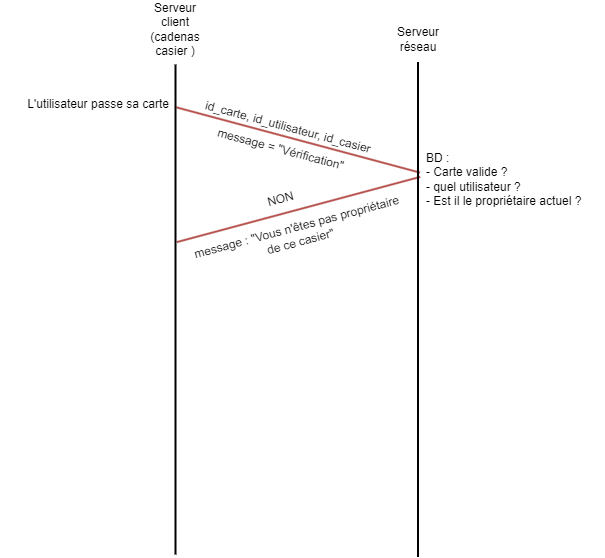 Serveur
client
(cadenas
casier )
Serveur
réseau
L'utilisateur passe sa carte
id_carte, id_utilisateur, id_casier
message = "Vérification"
BD :
- Carte valide ?
- quel utilisateur ?
- Est il le propriétaire actuel ?
NON
message : "Vous n'êtes pas propriétaire
de ce casier"